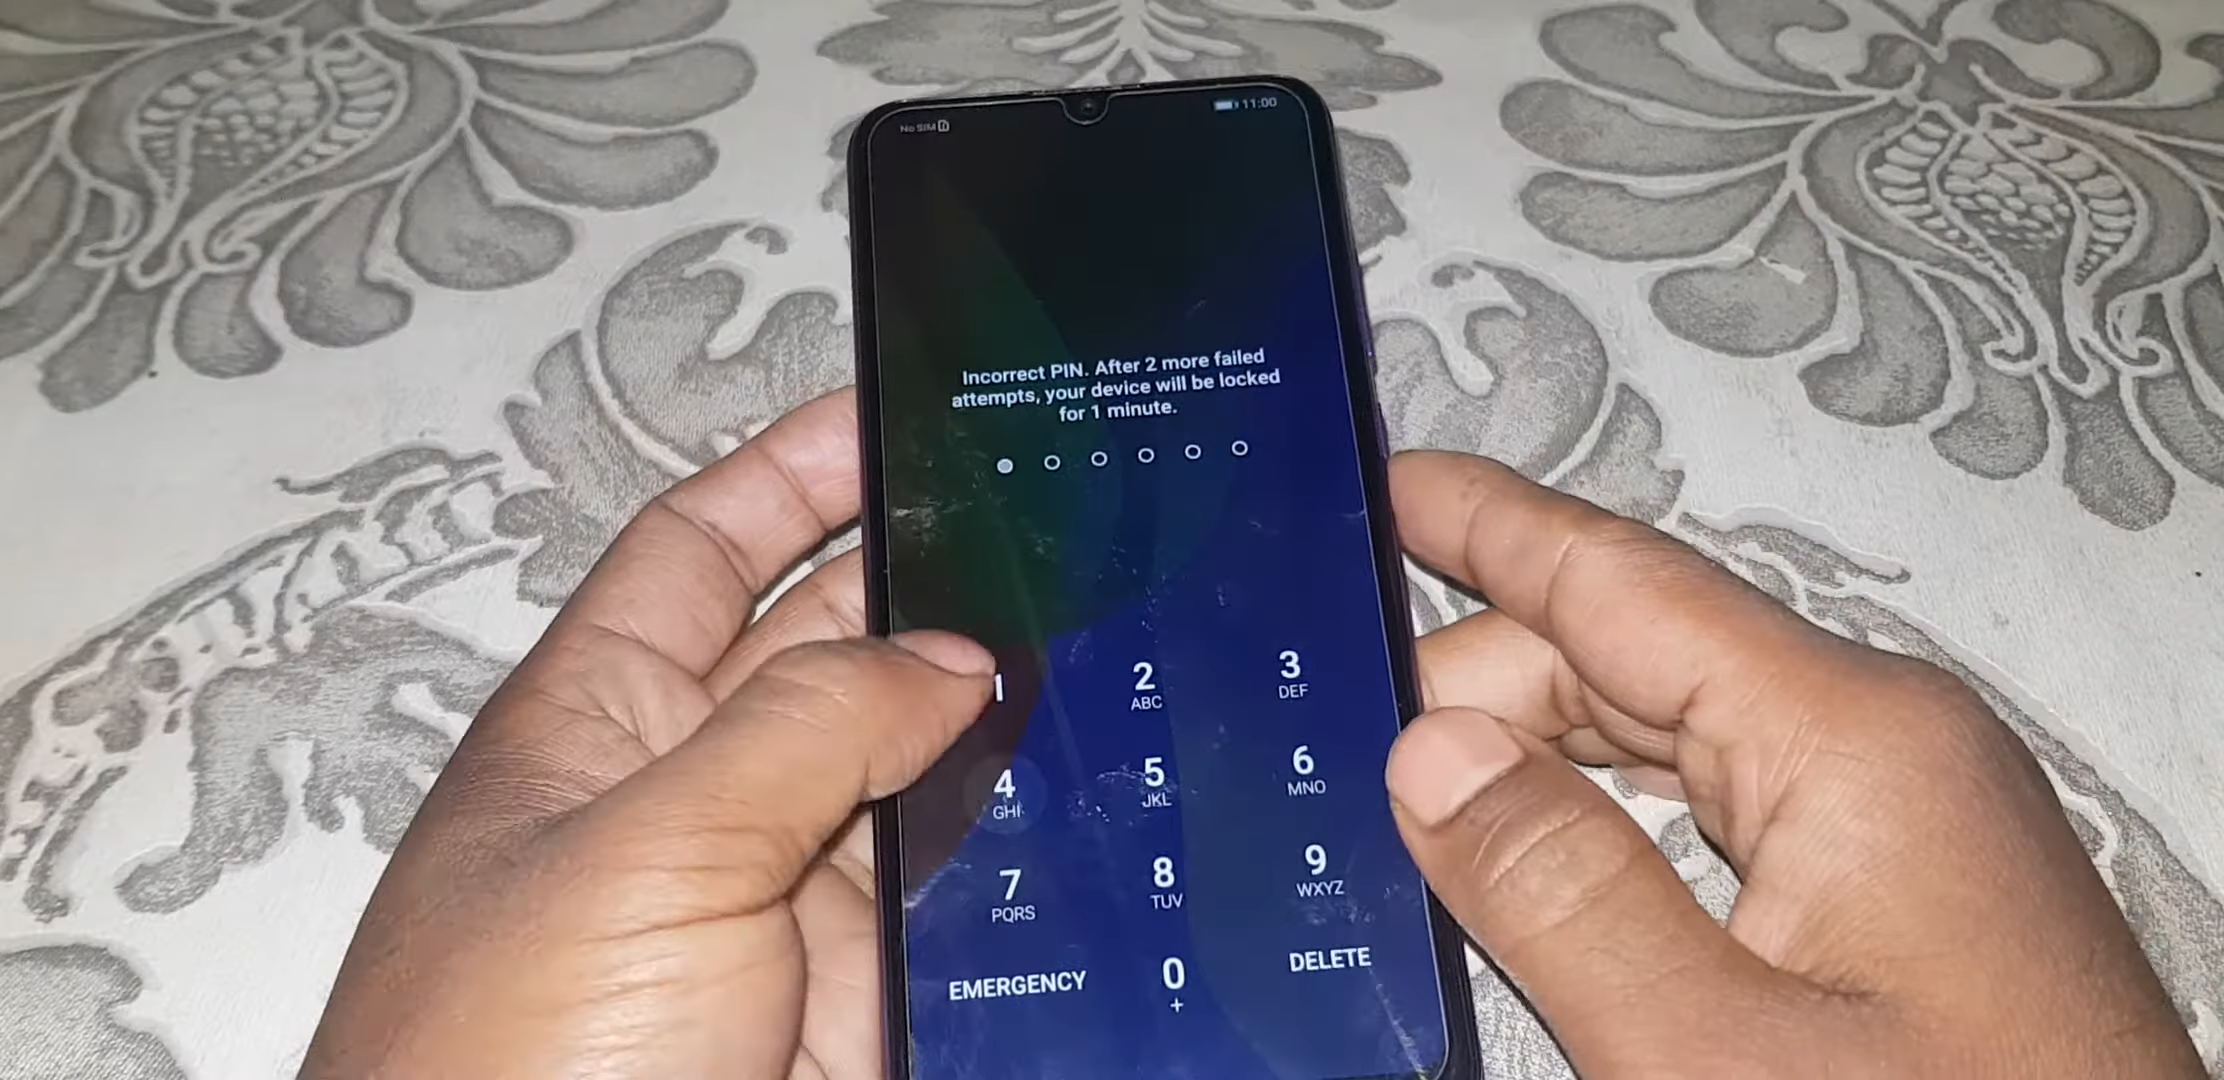 No SIM
11:00
Incorrect PIN. After 2 more failed
attempts, your device will be locked
for 1 minute.
1
2
3
ABC
DEF
4
5
6
GHI
JKL
MNO
7
8
9
PQRS
TUV
WXYZ
EMERGENCY
0
DELETE
+